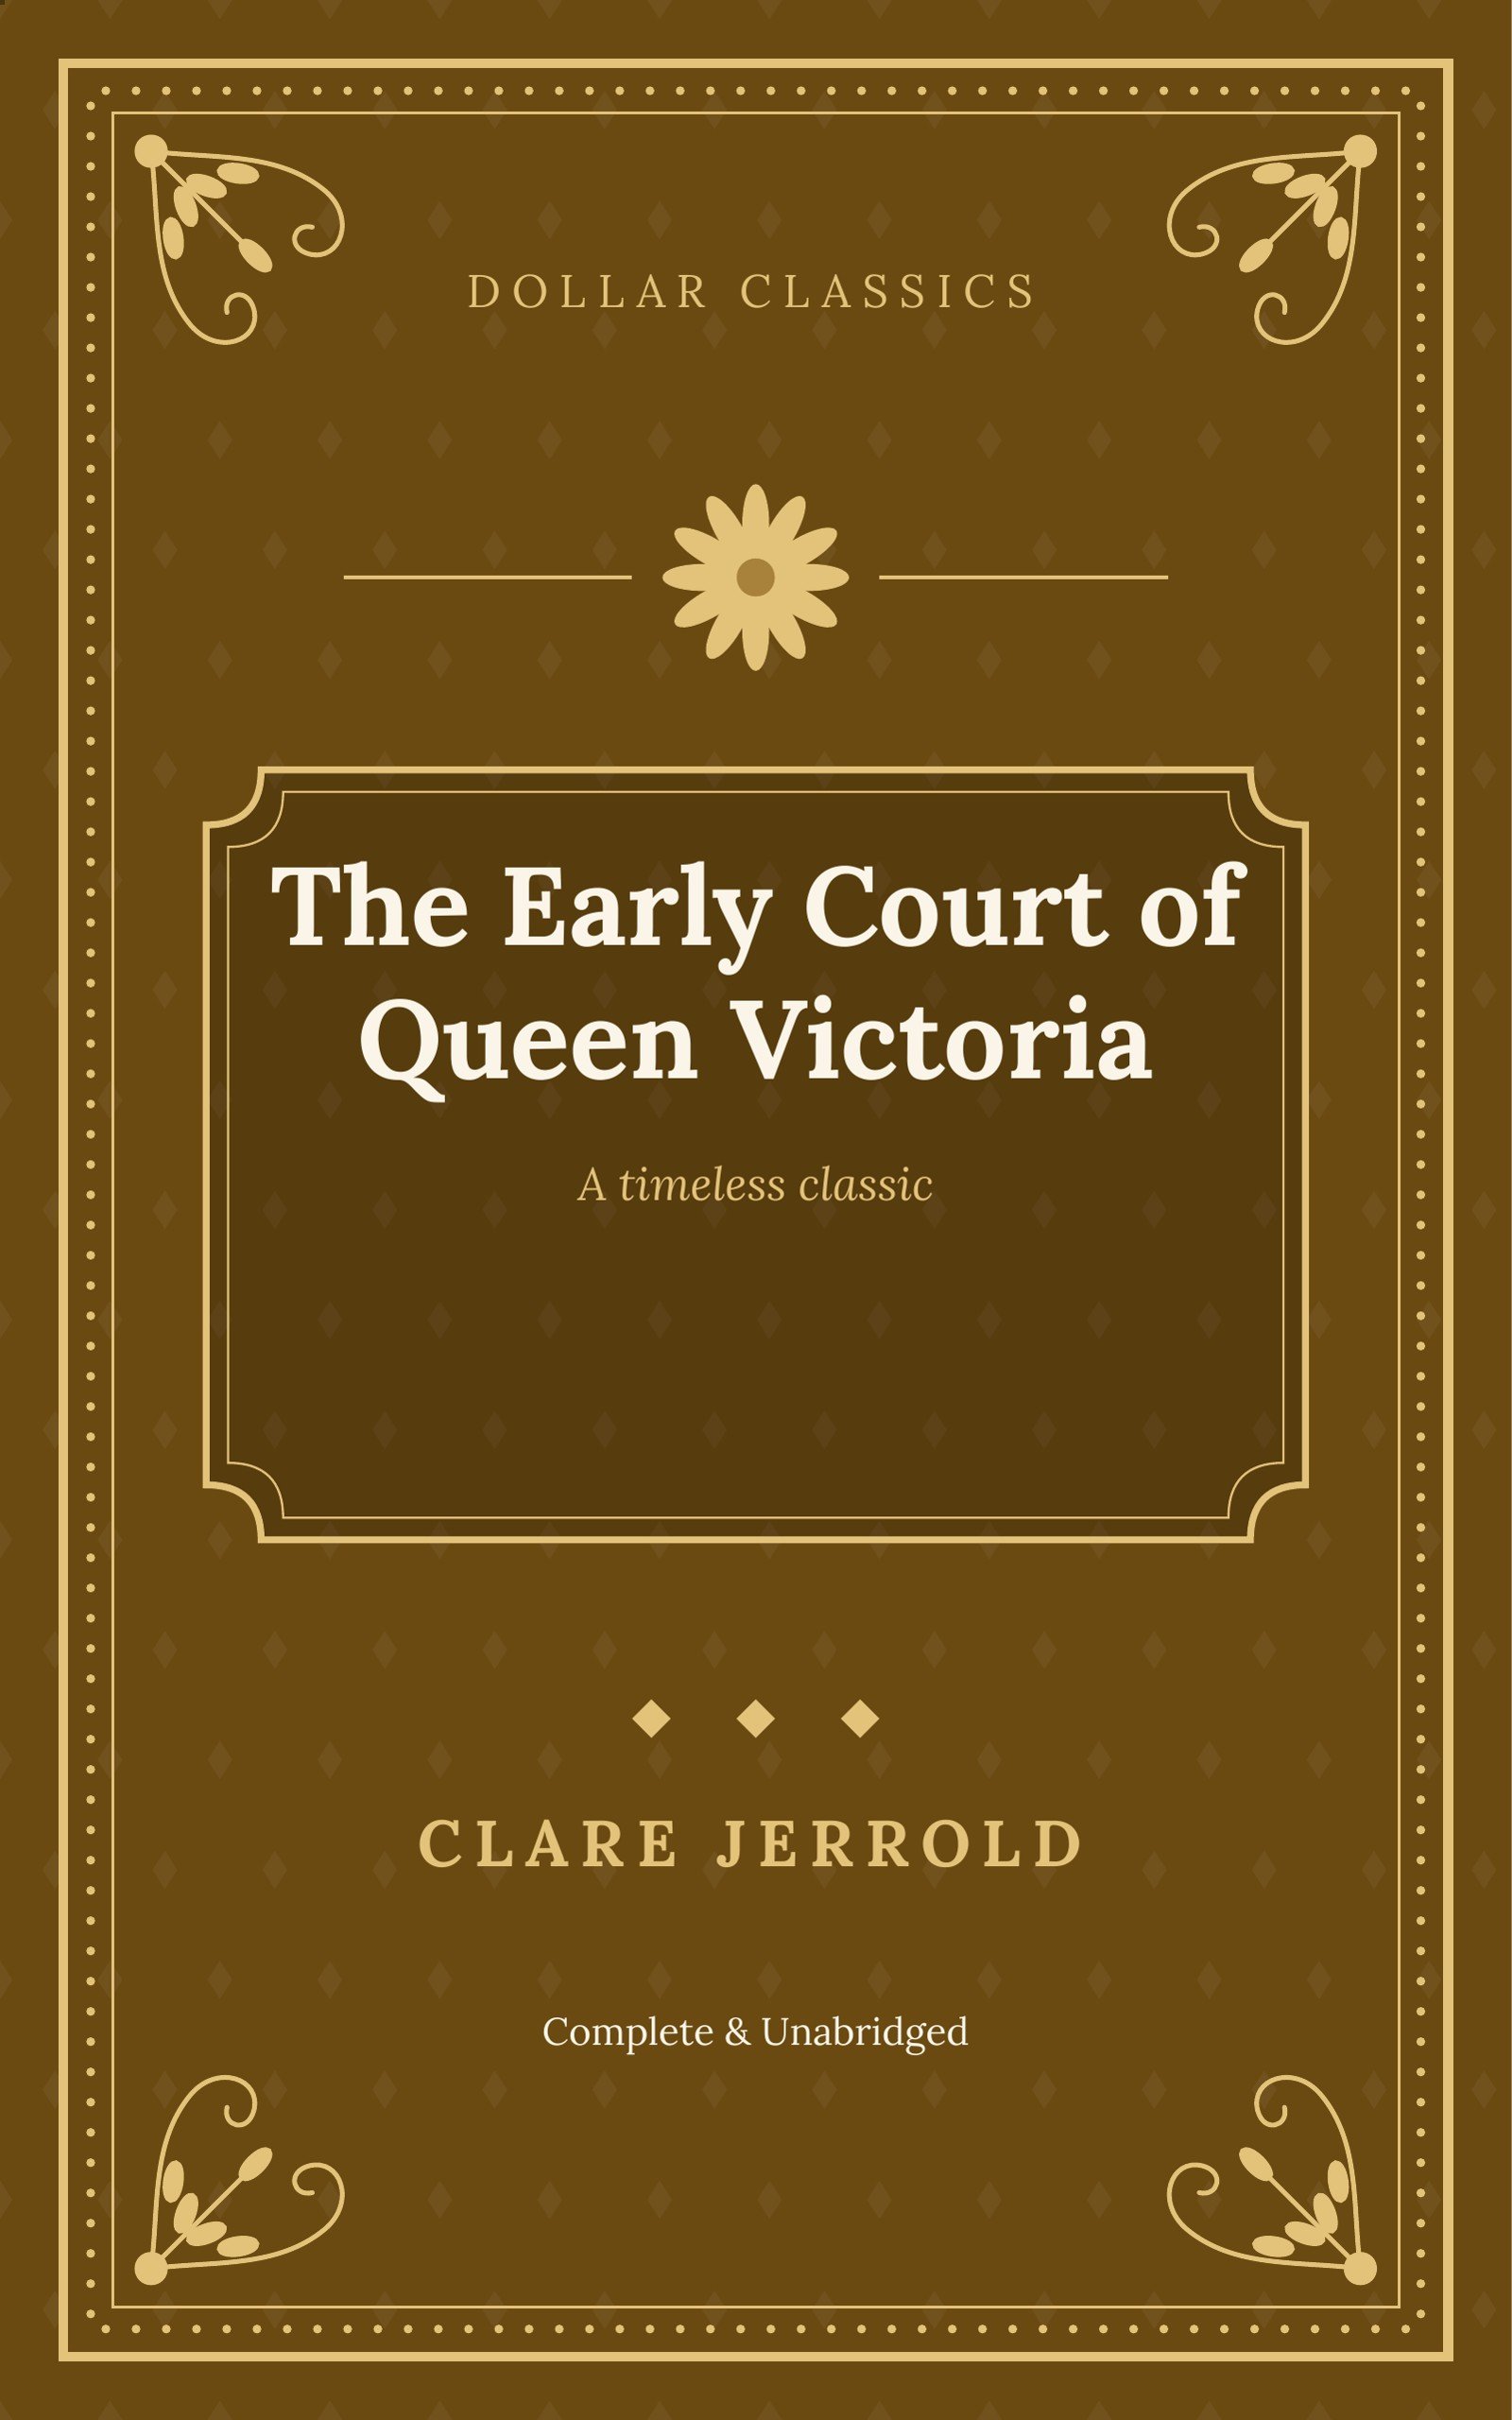 DOLLAR CLASSICS
The Early Court of
Queen Victoria
A timeless classic
CLARE JERROLD
Complete & Unabridged